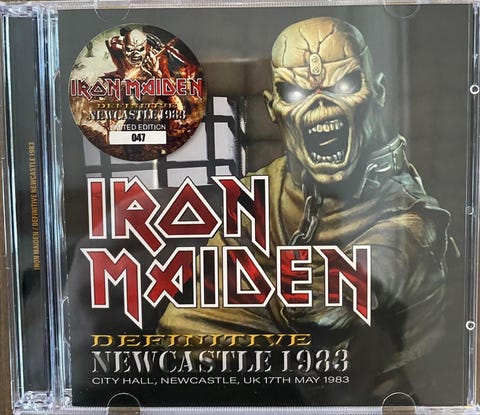 IRON MAIDEN
DEFINITIVE
NEWCASTLE 1983
LIMITED EDITION
047
IRON MAIDEN / DEFINITIVE NEWCASTLE 1983
IRON
MAIDEN
DEFINITIVE
NEWCASTLE 1983
CITY HALL, NEWCASTLE, UK 17TH MAY 1983